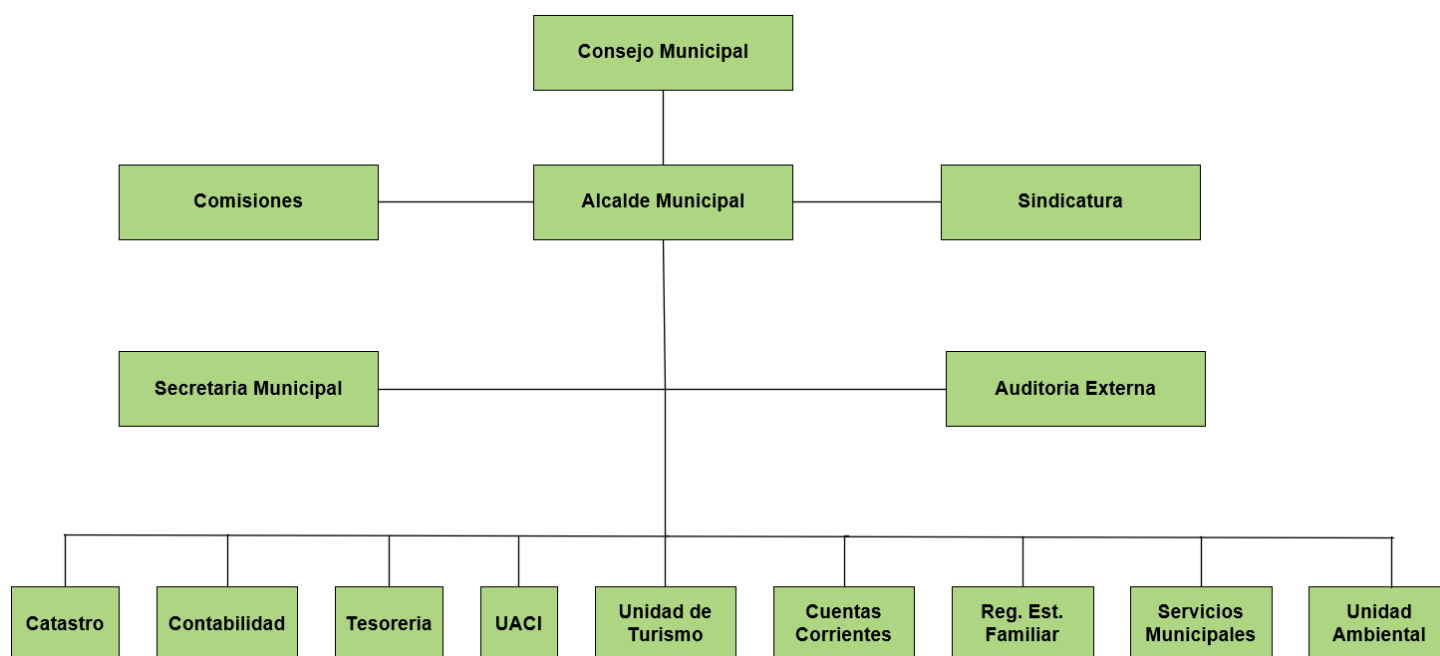 Consejo Municipal
Comisiones
Alcalde Municipal
Sindicatura
Secretaria Municipal
Auditoria Externa
Catastro
Contabilidad
Tesoreria
UACI
Unidad de
Turismo
Cuentas
Corrientes
Reg. Est.
Familiar
Servicios
Municipales
Unidad
Ambiental